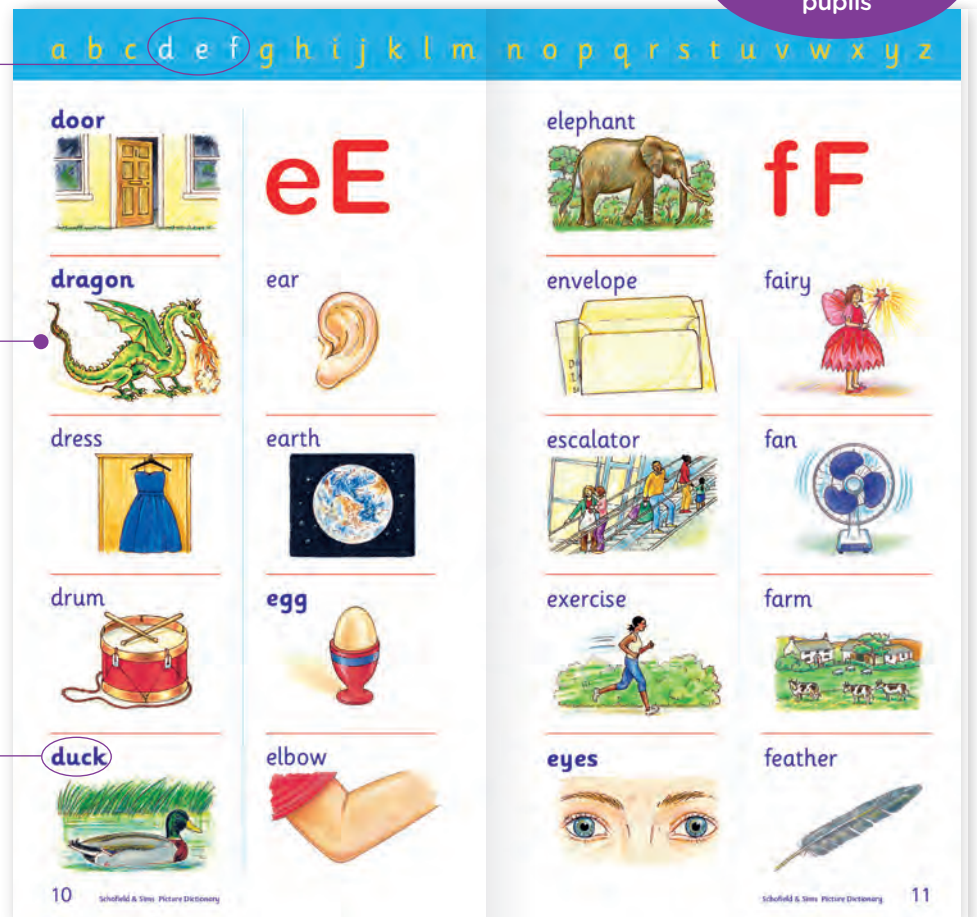 pupils
a b c d e f g h i j k l m n o p q r s t u v w x y z
door
eE
dragon
ear
dress
earth
drum
egg
duck
elbow
10
Schofield & Sims Picture Dictionary
elephant
fF
envelope
fairy
escalator
fan
exercise
farm
eyes
feather
Schofield & Sims Picture Dictionary
11